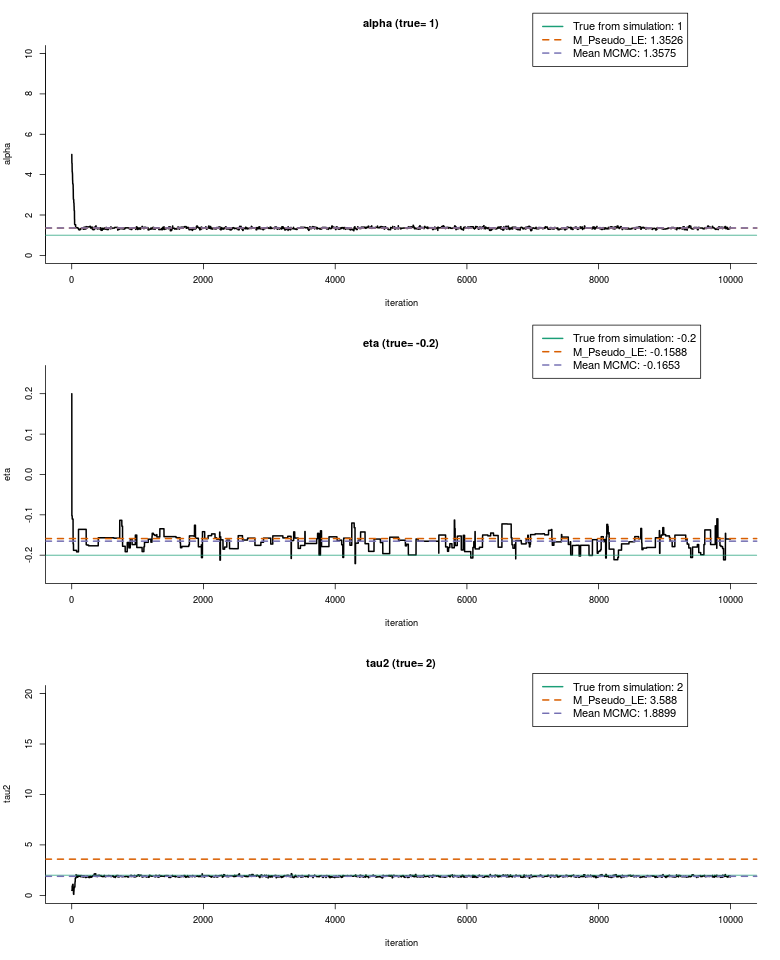 alpha (true= 1)
True from simulation: 1
M_Pseudo_LE: 1.3526
Mean MCMC: 1.3575
alpha
10
8
6
4
2
0
0 2000 4000 6000 8000 10000
iteration
eta (true= -0.2)
True from simulation: -0.2
M_Pseudo_LE: -0.1588
Mean MCMC: -0.1653
eta
0.2
0.1
0.0
-0.1
-0.2
0 2000 4000 6000 8000 10000
iteration
tau2 (true= 2)
True from simulation: 2
M_Pseudo_LE: 3.588
Mean MCMC: 1.8899
tau2
20
15
10
5
0
0 2000 4000 6000 8000 10000
iteration